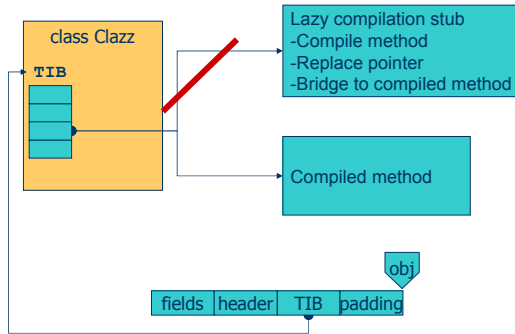 class Clazz
TIB
Lazy compilation stub
-Compile method
-Replace pointer
-Bridge to compiled method
Compiled method
obj
fields header TIB padding